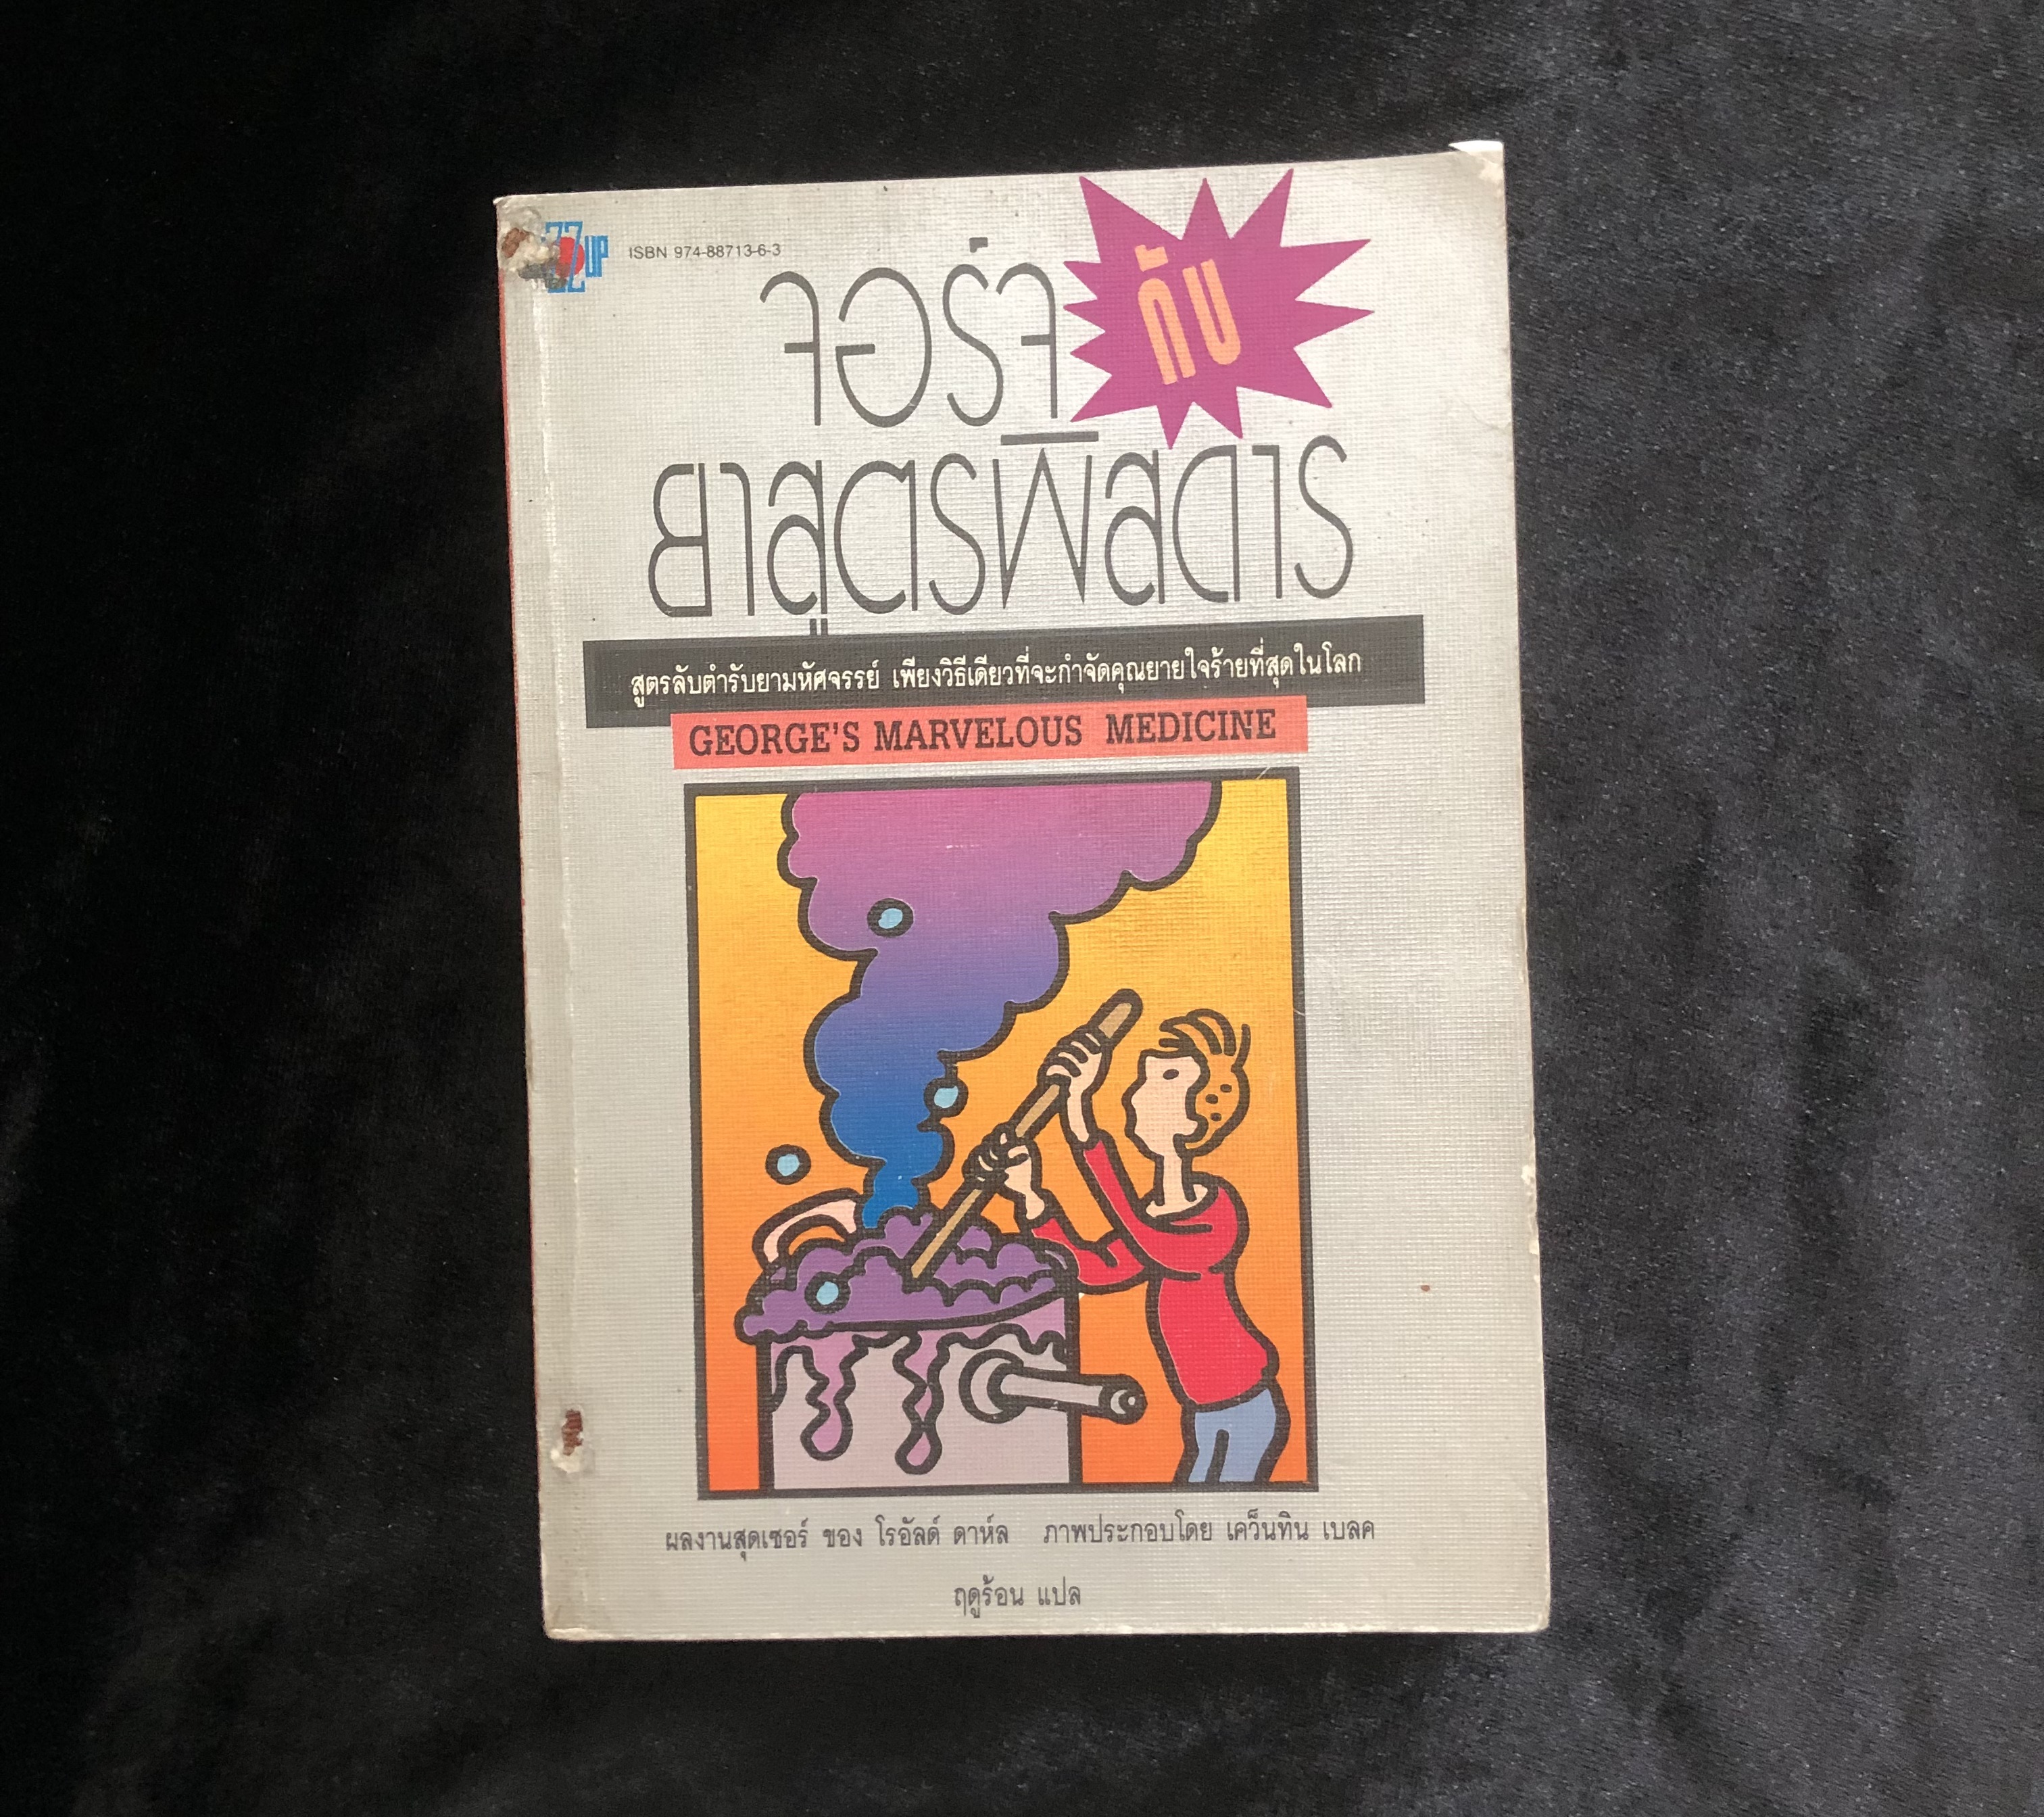 UP
ISBN 974-88713-6-3
จอร์จ กับ
ยาสูตรพิสดาร
สูตรลับตำรับยามหัศจรรย์ เพียงวิธีเดียวที่จะกำจัดคุณยายใจร้ายที่สุดในโลก
GEORGE'S MARVELOUS MEDICINE
ผลงานสุดเซอร์ ของ โรอัลด์ ดาห์ล ภาพประกอบโดย เคว็นทิน เบลค
ฤดูร้อน แปล